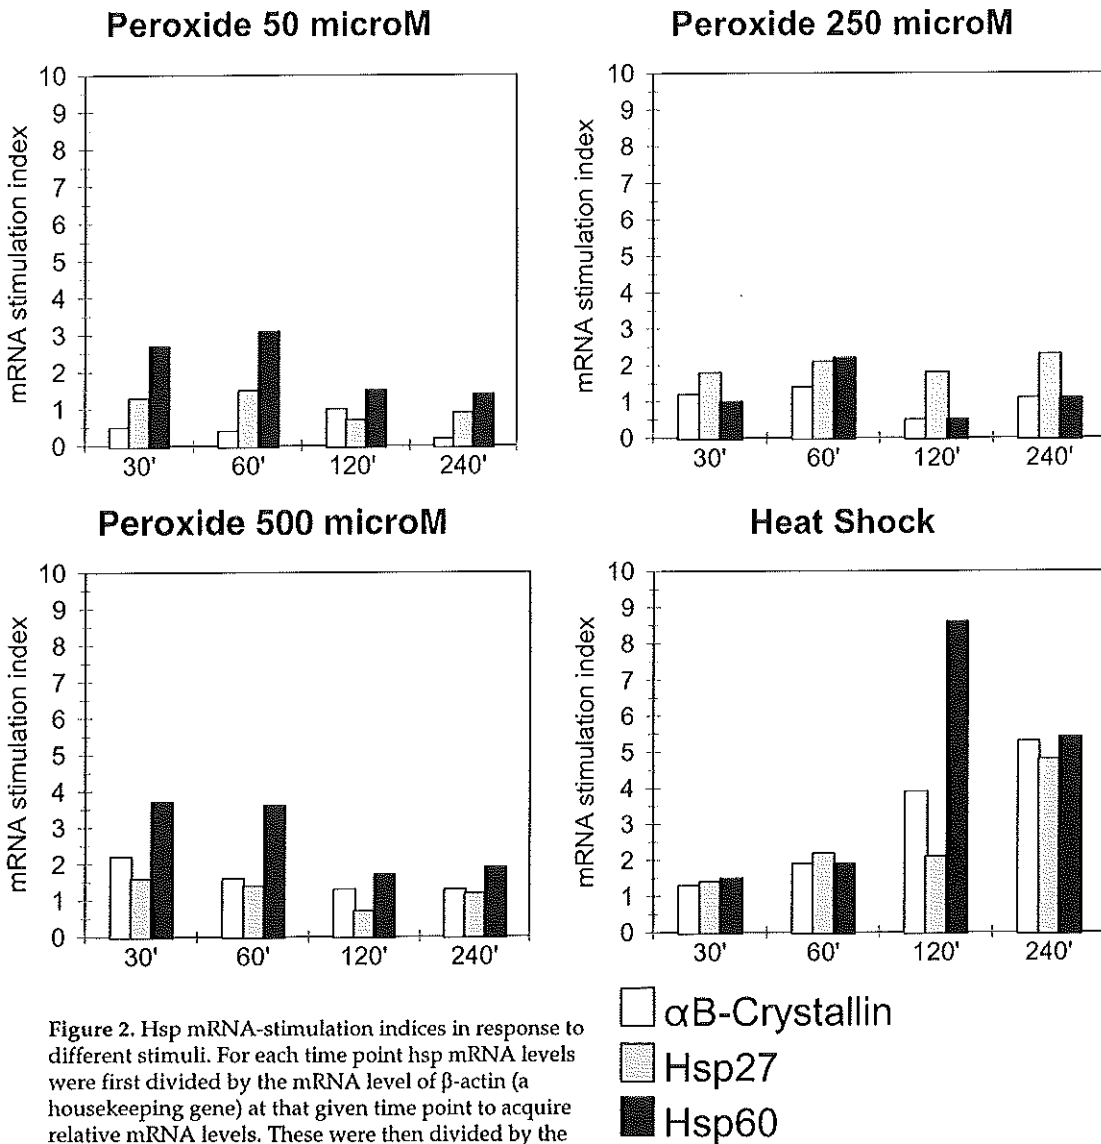 Peroxide 50 microM
mRNA stimulation index
10
9
8
7
6
5
4
3
2
1
0
30' 60' 120' 240'
Peroxide 250 microM
mRNA stimulation index
10
9
8
7
6
5
4
3
2
1
0
30' 60' 120' 240'
Peroxide 500 microM
mRNA stimulation index
10
9
8
7
6
5
4
3
2
1
0
30' 60' 120' 240'
Heat Shock
mRNA stimulation index
10
9
8
7
6
5
4
3
2
1
0
30' 60' 120' 240'
αB-Crystallin
Hsp27
Hsp60
Figure 2. Hsp mRNA-stimulation indices in response to
different stimuli. For each time point hsp mRNA levels
were first divided by the mRNA level of β-actin (a
housekeeping gene) at that given time point to acquire
relative mRNA levels. These were then divided by the